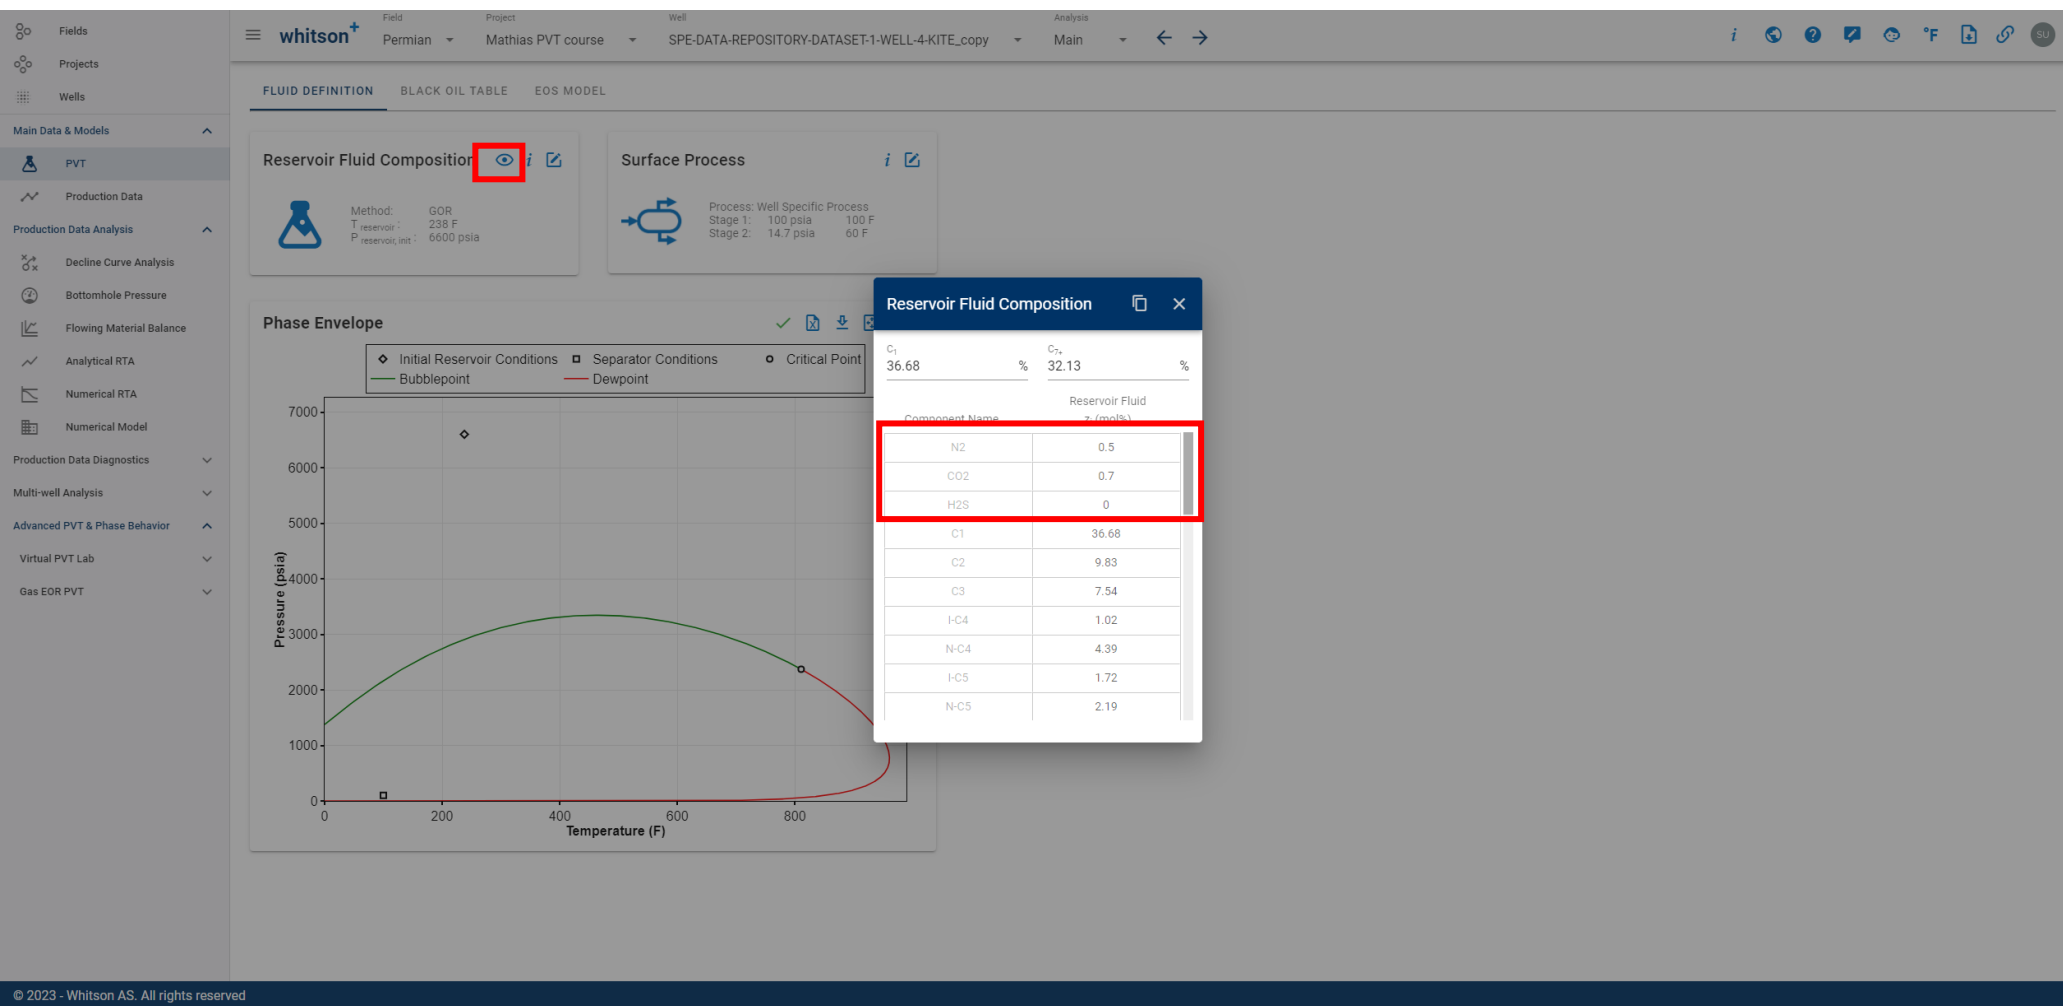 Fields
Projects
Wells
Main Data & Models
PVT
Production Data
Production Data Analysis
Decline Curve Analysis
Bottomhole Pressure
Flowing Material Balance
Analytical RTA
Numerical RTA
Numerical Model
Production Data Diagnostics
Multi-well Analysis
Advanced PVT & Phase Behavior
Virtual PVT Lab
Gas EOR PVT
whitson+
Field
Permian
Project
Mathias PVT course
Well
SPE-DATA-REPOSITORY-DATASET-1-WELL-4-KITE_copy
Analysis
Main
i
?
°F
SU
FLUID DEFINITION BLACK OIL TABLE EOS MODEL
Reservoir Fluid Composition i
Method: GOR
T reservoir : 238 F
P reservoir, init : 6600 psia
Surface Process i
Process: Well Specific Process
Stage 1: 100 psia 100 F
Stage 2: 14.7 psia 60 F
Phase Envelope
Initial Reservoir Conditions Separator Conditions Critical Point
Bubblepoint Dewpoint
7000
6000
5000
4000
3000
2000
1000
0
Pressure (psia)
0 200 400 600 800
Temperature (F)
Reservoir Fluid Composition
C1 C7+
36.68 % 32.13 %
Reservoir Fluid
Component Name zi (mol%)
N2 0.5
CO2 0.7
H2S 0
C1 36.68
C2 9.83
C3 7.54
I-C4 1.02
N-C4 4.39
I-C5 1.72
N-C5 2.19
© 2023 - Whitson AS. All rights reserved